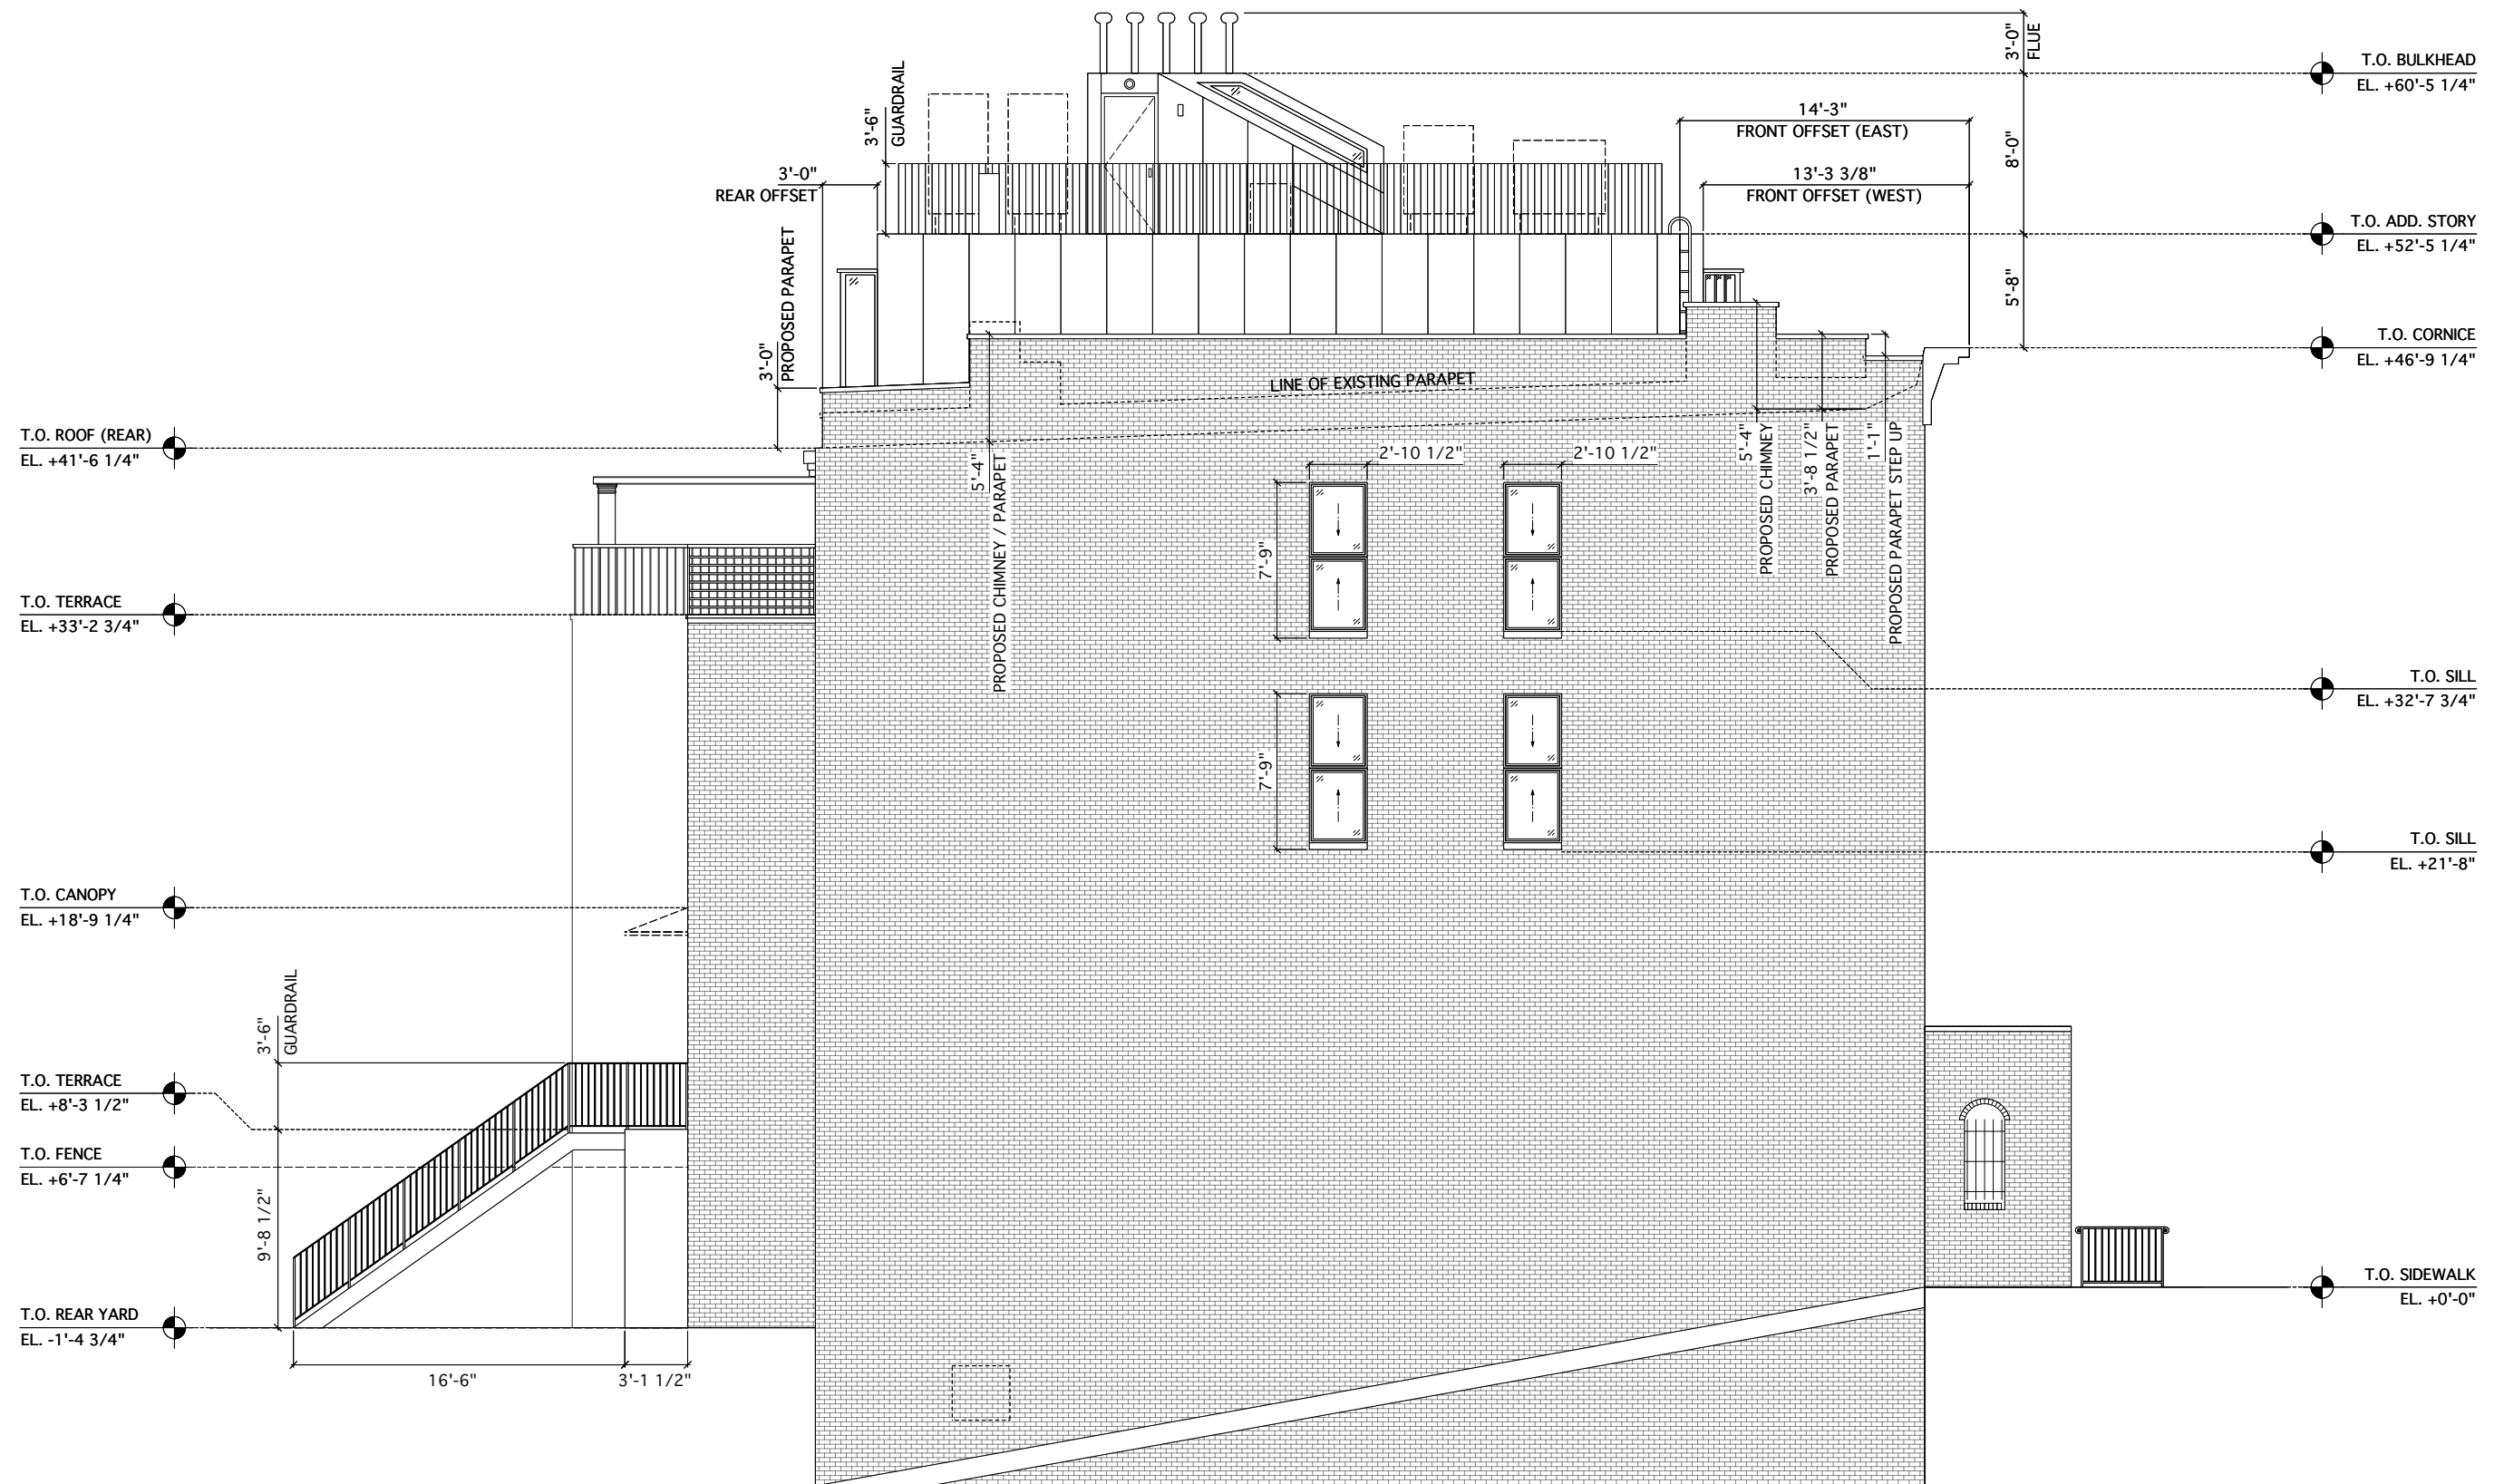 3'-0"
FLUE
T.O. BULKHEAD
EL. +60'-5 1/4"
3'-6"
GUARDRAIL
14'-3"
FRONT OFFSET (EAST)
8'-0"
3'-0"
REAR OFFSET
13'-3 3/8"
FRONT OFFSET (WEST)
T.O. ADD. STORY
EL. +52'-5 1/4"
3'-0"
PROPOSED PARAPET
5'-8"
T.O. CORNICE
EL. +46'-9 1/4"
LINE OF EXISTING PARAPET
T.O. ROOF (REAR)
EL. +41'-6 1/4"
5'-4"
PROPOSED CHIMNEY / PARAPET
2'-10 1/2"
2'-10 1/2"
5'-4"
PROPOSED CHIMNEY
3'-8 1/2"
PROPOSED PARAPET
1'-1"
PROPOSED PARAPET STEP UP
7'-9"
T.O. TERRACE
EL. +33'-2 3/4"
T.O. SILL
EL. +32'-7 3/4"
7'-9"
T.O. SILL
EL. +21'-8"
T.O. CANOPY
EL. +18'-9 1/4"
3'-6"
GUARDRAIL
T.O. TERRACE
EL. +8'-3 1/2"
T.O. FENCE
EL. +6'-7 1/4"
9'-8 1/2"
T.O. SIDEWALK
EL. +0'-0"
T.O. REAR YARD
EL. -1'-4 3/4"
16'-6"
3'-1 1/2"